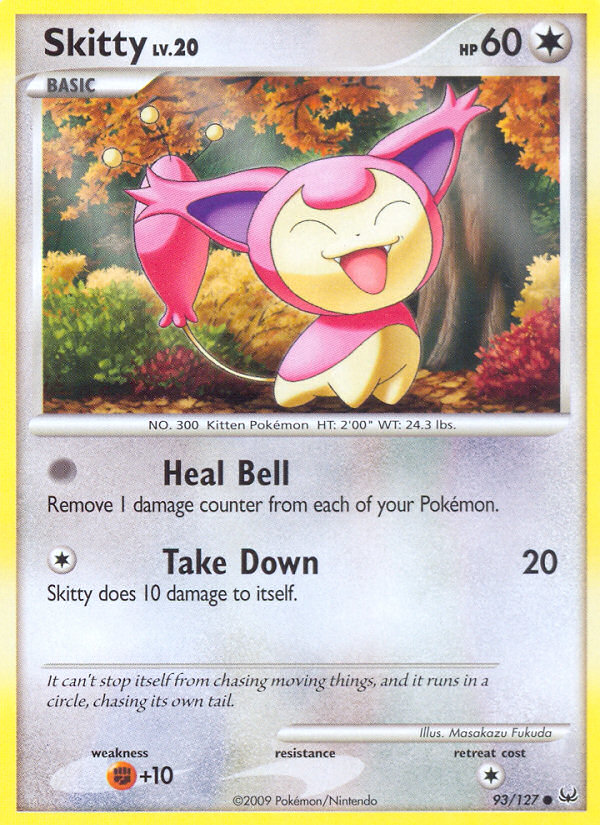 Skitty LV.20 HP 60
BASIC
NO. 300 Kitten Pokémon HT: 2'00" WT: 24.3 lbs.
Heal Bell
Remove 1 damage counter from each of your Pokémon.
Take Down 20
Skitty does 10 damage to itself.
It can't stop itself from chasing moving things, and it runs in a
circle, chasing its own tail.
Illus. Masakazu Fukuda
weakness resistance retreat cost
+10
©2009 Pokémon/Nintendo 93/127